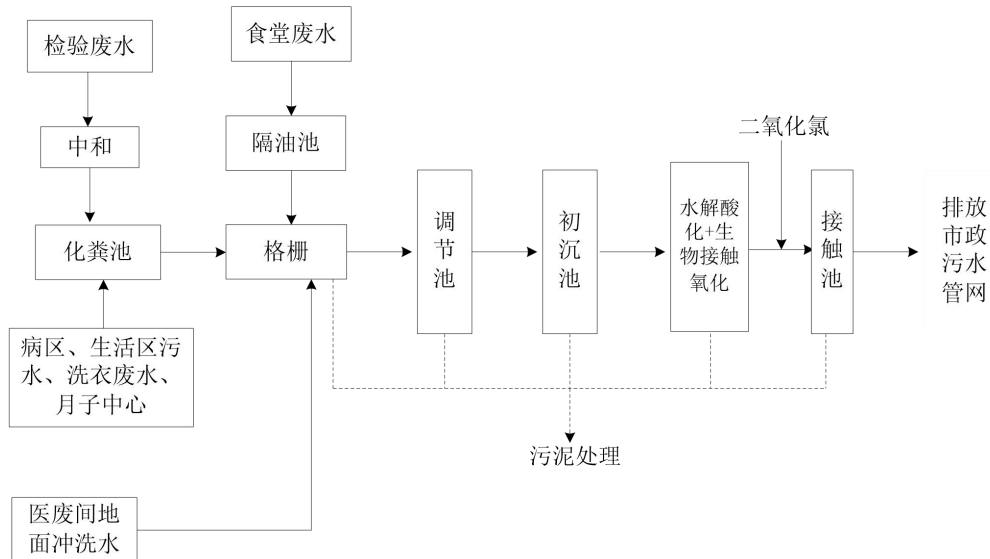 检验废水
食堂废水
中和
隔油池
二氧化氯
化粪池
格栅
调
节
池
初
沉
池
水解酸
化+生
物接触
氧化
接
触
池
排放
市政
污水
管网
病区、生活区污
水、洗衣废水、
月子中心
污泥处理
医废间地
面冲洗水